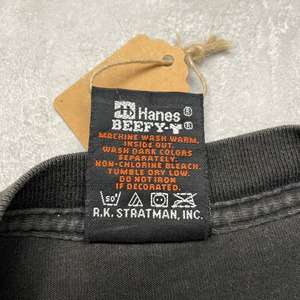 Hanes®
BEEFY-T®
MACHINE WASH WARM,
INSIDE OUT.
WASH DARK COLORS
SEPARATELY.
NON-CHLORINE BLEACH.
TUMBLE DRY LOW.
DO NOT IRON
IF DECORATED.
50°
R.K. STRATMAN, INC.